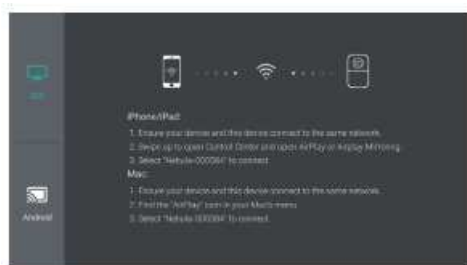 iOS
Android
iPhone/iPad:
1. Ensure your device and this device connect to the same network.
2. Swipe up to open Control Center and open AirPlay or Airplay Mirroring.
3. Select "Nebula-000084" to connect.
Mac:
1. Ensure your device and this device connect to the same network.
2. Find the "AirPlay" icon in your Mac's menu.
3. Select "Nebula-000084" to connect.